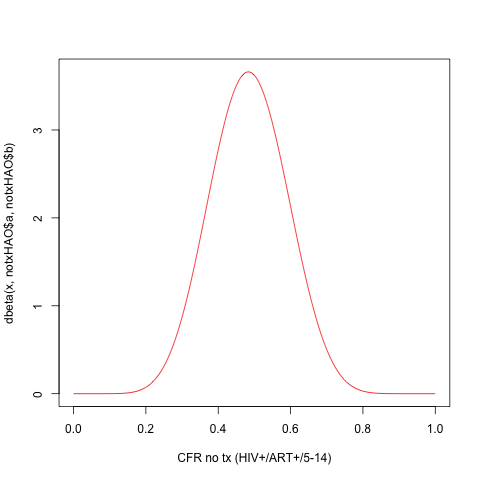 dbeta(x, notxHAO$a, notxHAO$b)
3
2
1
0
0.0 0.2 0.4 0.6 0.8 1.0
CFR no tx (HIV+/ART+/5-14)